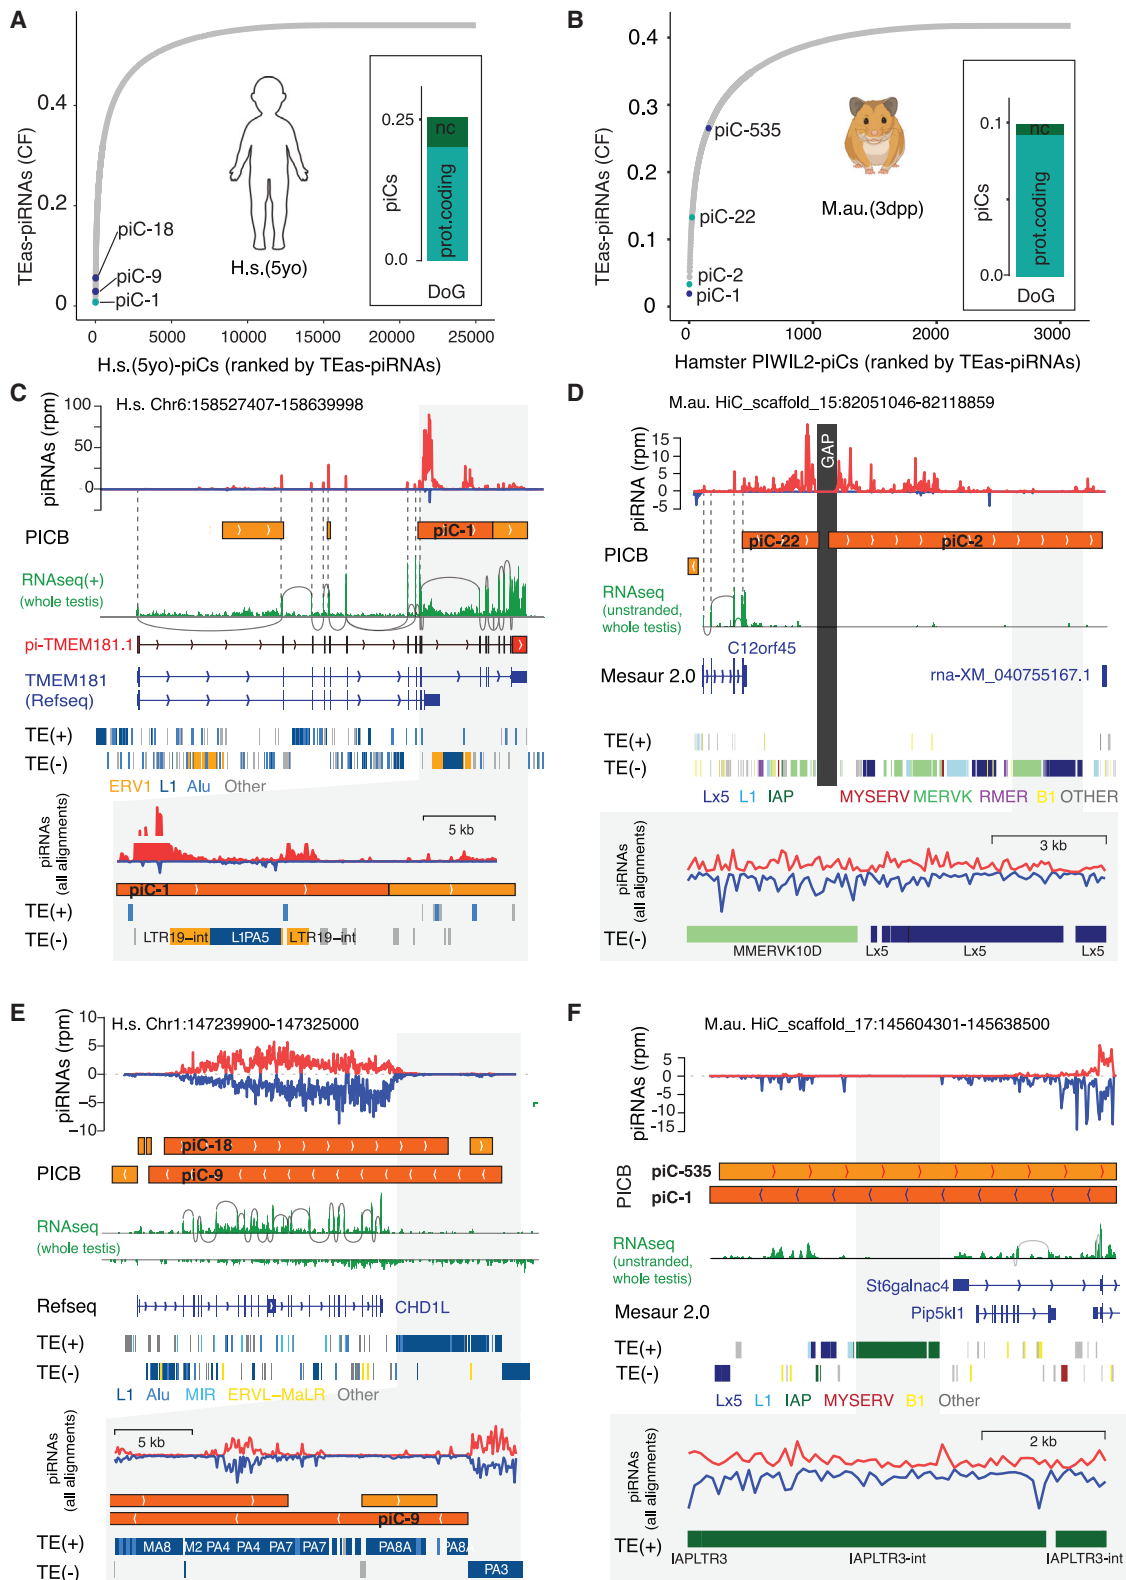 A
TEas-piRNAs (CF)
0.4
0.2
0
piC-18
piC-9
piC-1
H.s.(5yo)
piCs
0.25
0.0
nc
prot.coding
DoG
0 5000 10000 15000 20000 25000
H.s.(5yo)-piCs (ranked by TEas-piRNAs)
B
TEas-piRNAs (CF)
0.4
0.3
0.2
0.1
0
piC-535
piC-22
piC-2
piC-1
M.au.(3dpp)
piCs
0.1
0.0
nc
prot.coding
DoG
0 1000 2000 3000
Hamster PIWIL2-piCs (ranked by TEas-piRNAs)
C
H.s. Chr6:158527407-158639998
piRNAs (rpm)
100
50
0
PICB
piC-1
RNAseq(+)
(whole testis)
pi-TMEM181.1
TMEM181
(Refseq)
TE(+)
TE(-)
ERV1 L1 Alu Other
5 kb
piRNAs
(all alignments)
piC-1
TE(+)
TE(-)
LTR19-int L1PA5 LTR19-int
D
M.au. HiC_scaffold_15:82051046-82118859
piRNA (rpm)
15
10
5
0
-5
GAP
PICB
piC-22 piC-2
RNAseq
(unstranded,
whole testis)
C12orf45
Mesaur 2.0
rna-XM_040755167.1
TE(+)
TE(-)
Lx5 L1 IAP MYSERV MERVK RMER B1 OTHER
3 kb
piRNAs
(all alignments)
TE(-)
MMERVK10D Lx5 Lx5 Lx5
E
H.s. Chr1:147239900-147325000
piRNAs (rpm)
10
5
0
-5
-10
PICB
piC-18
piC-9
RNAseq
(whole testis)
Refseq
CHD1L
TE(+)
TE(-)
L1 Alu MIR ERVL-MaLR Other
5 kb
piRNAs
(all alignments)
piC-9
TE(+)
MA8 M2 PA4 PA4 PA7 PA7 PA8A PA8A
TE(-)
PA3
F
M.au. HiC_scaffold_17:145604301-145638500
piRNAs (rpm)
5
0
-5
-10
-15
PICB
piC-535
piC-1
RNAseq
(unstranded,
whole testis)
St6galnac4
Mesaur 2.0
Pip5kl1
TE(+)
TE(-)
Lx5 L1 IAP MYSERV B1 Other
2 kb
piRNAs
(all alignments)
TE(+)
IAPLTR3 IAPLTR3-int IAPLTR3-int